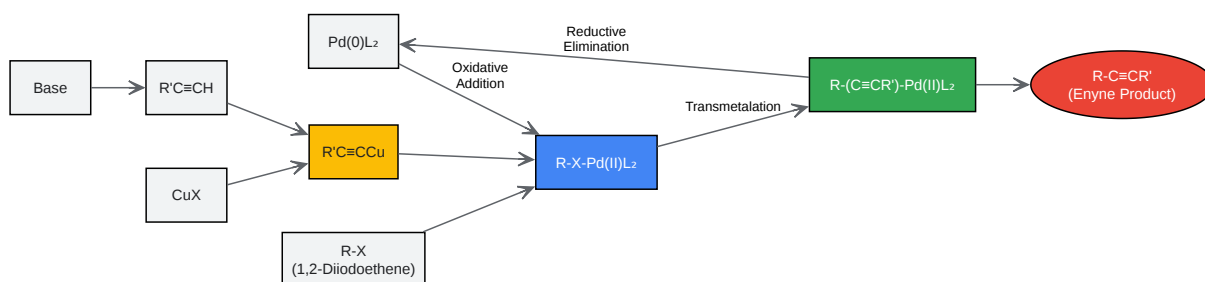 Base
R'C≡CH
CuX
Pd(0)L₂
R'C≡CCu
R-X
(1,2-Diiodoethene)
Oxidative
Addition
Reductive
Elimination
R-X-Pd(II)L₂
Transmetalation
R-(C≡CR')-Pd(II)L₂
R-C≡CR'
(Enyne Product)